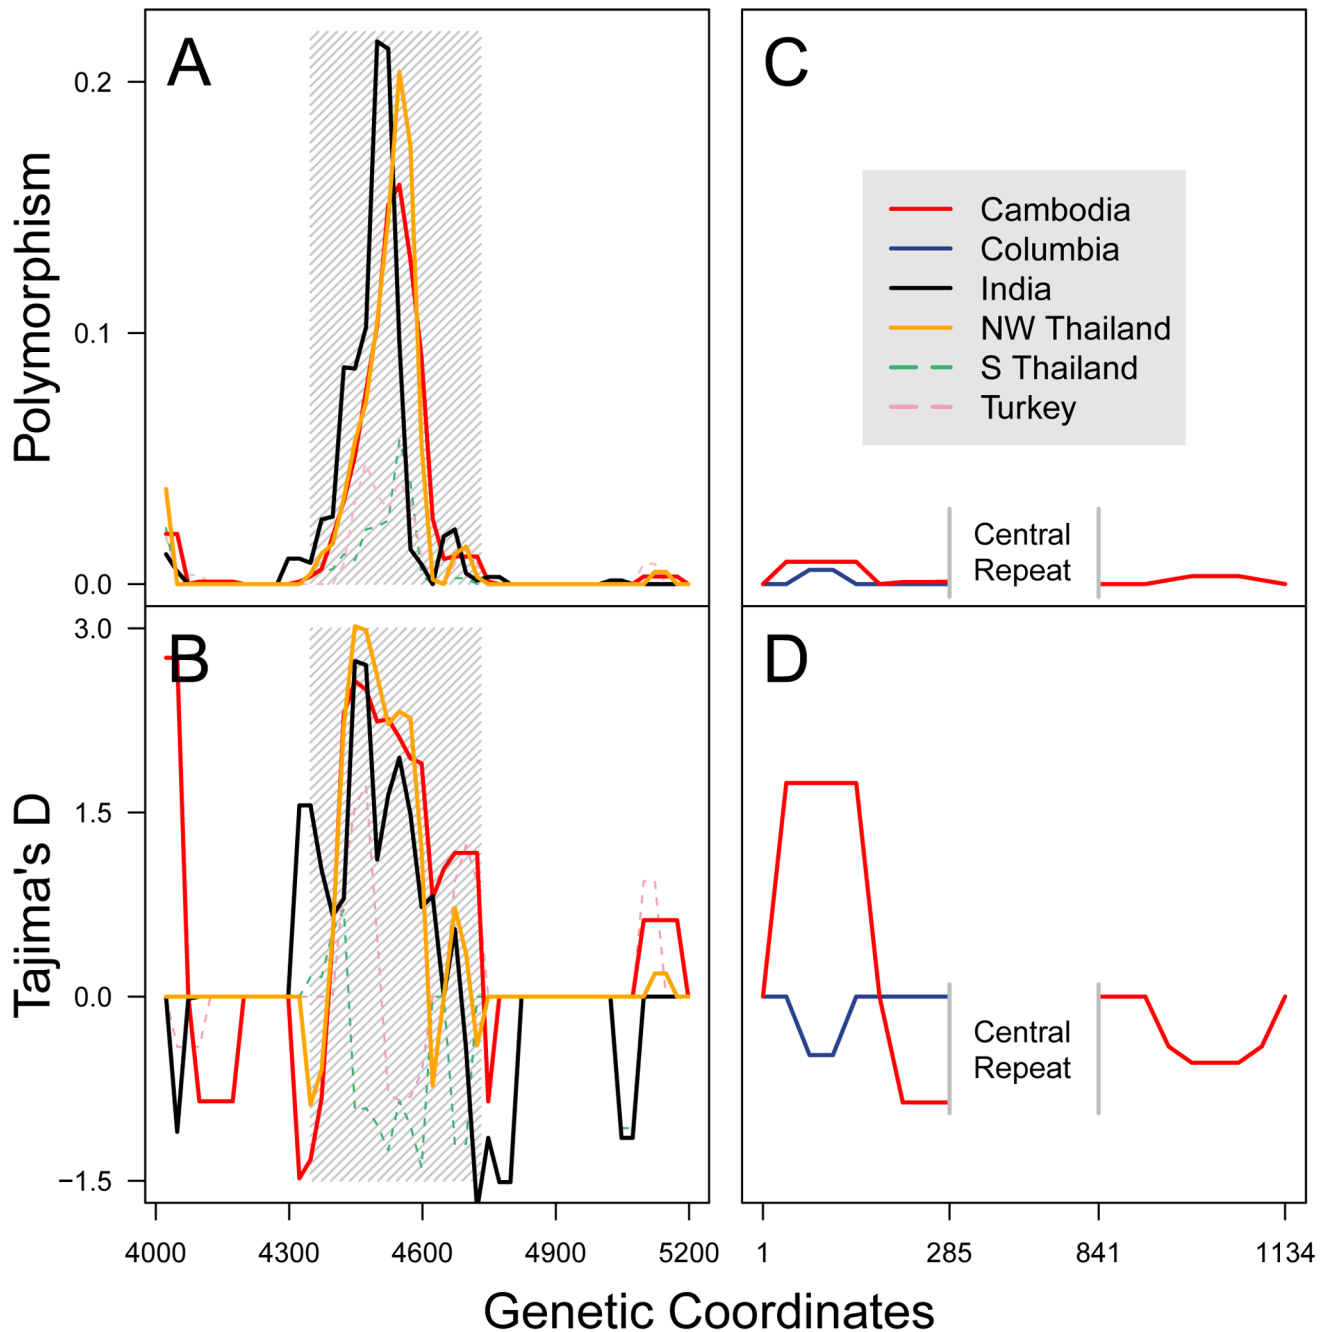 A
C
0.2
0.1
0.0
Polymorphism
Cambodia
Columbia
India
NW Thailand
S Thailand
Turkey
Central
Repeat
B
D
3.0
1.5
0.0
−1.5
Tajima's D
Central
Repeat
4000 4300 4600 4900 5200
1 285 841 1134
Genetic Coordinates